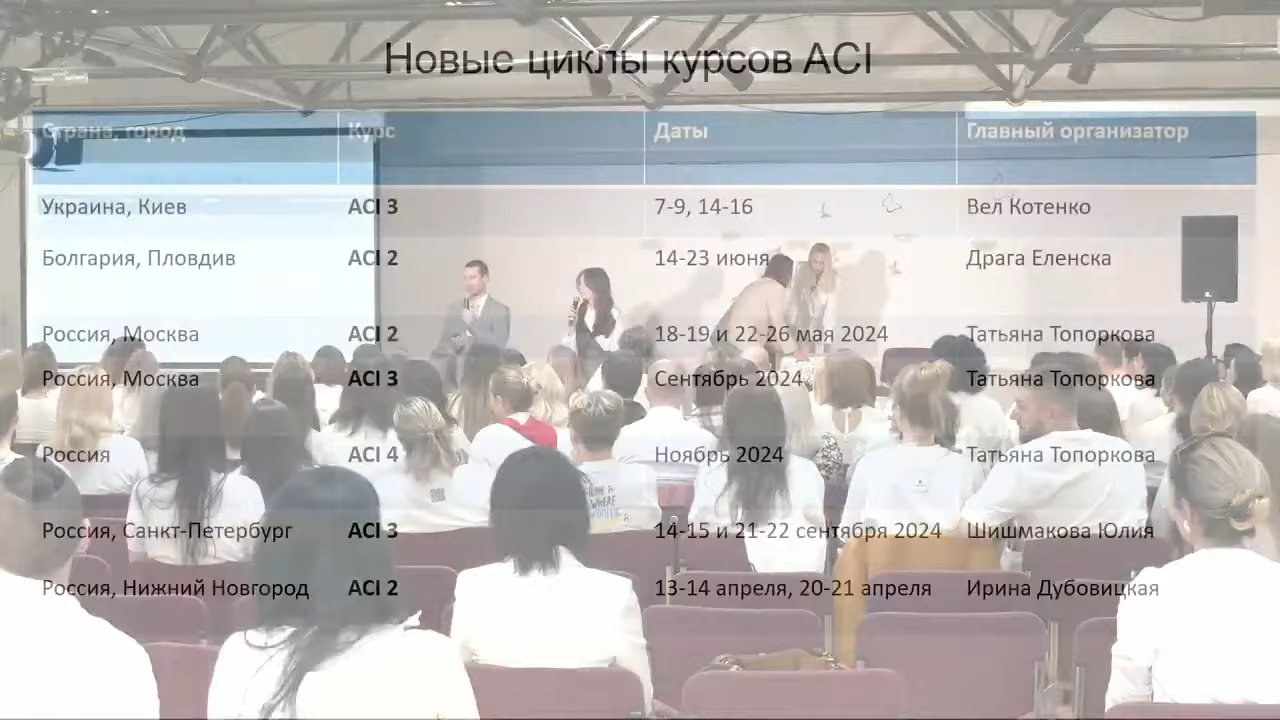 Новые циклы курсов ACI
Страна, город Курс Даты Главный организатор
Украина, Киев ACI 3 7-9, 14-16 Вел Котенко
Болгария, Пловдив ACI 2 14-23 июня Драга Еленска
Россия, Москва ACI 2 18-19 и 22-26 мая 2024 Татьяна Топоркова
Россия, Москва ACI 3 Сентябрь 2024 Татьяна Топоркова
Россия ACI 4 Ноябрь 2024 Татьяна Топоркова
Россия, Санкт-Петербург ACI 3 14-15 и 21-22 сентября 2024 Шишмакова Юлия
Россия, Нижний Новгород ACI 2 13-14 апреля, 20-21 апреля Ирина Дубовицкая